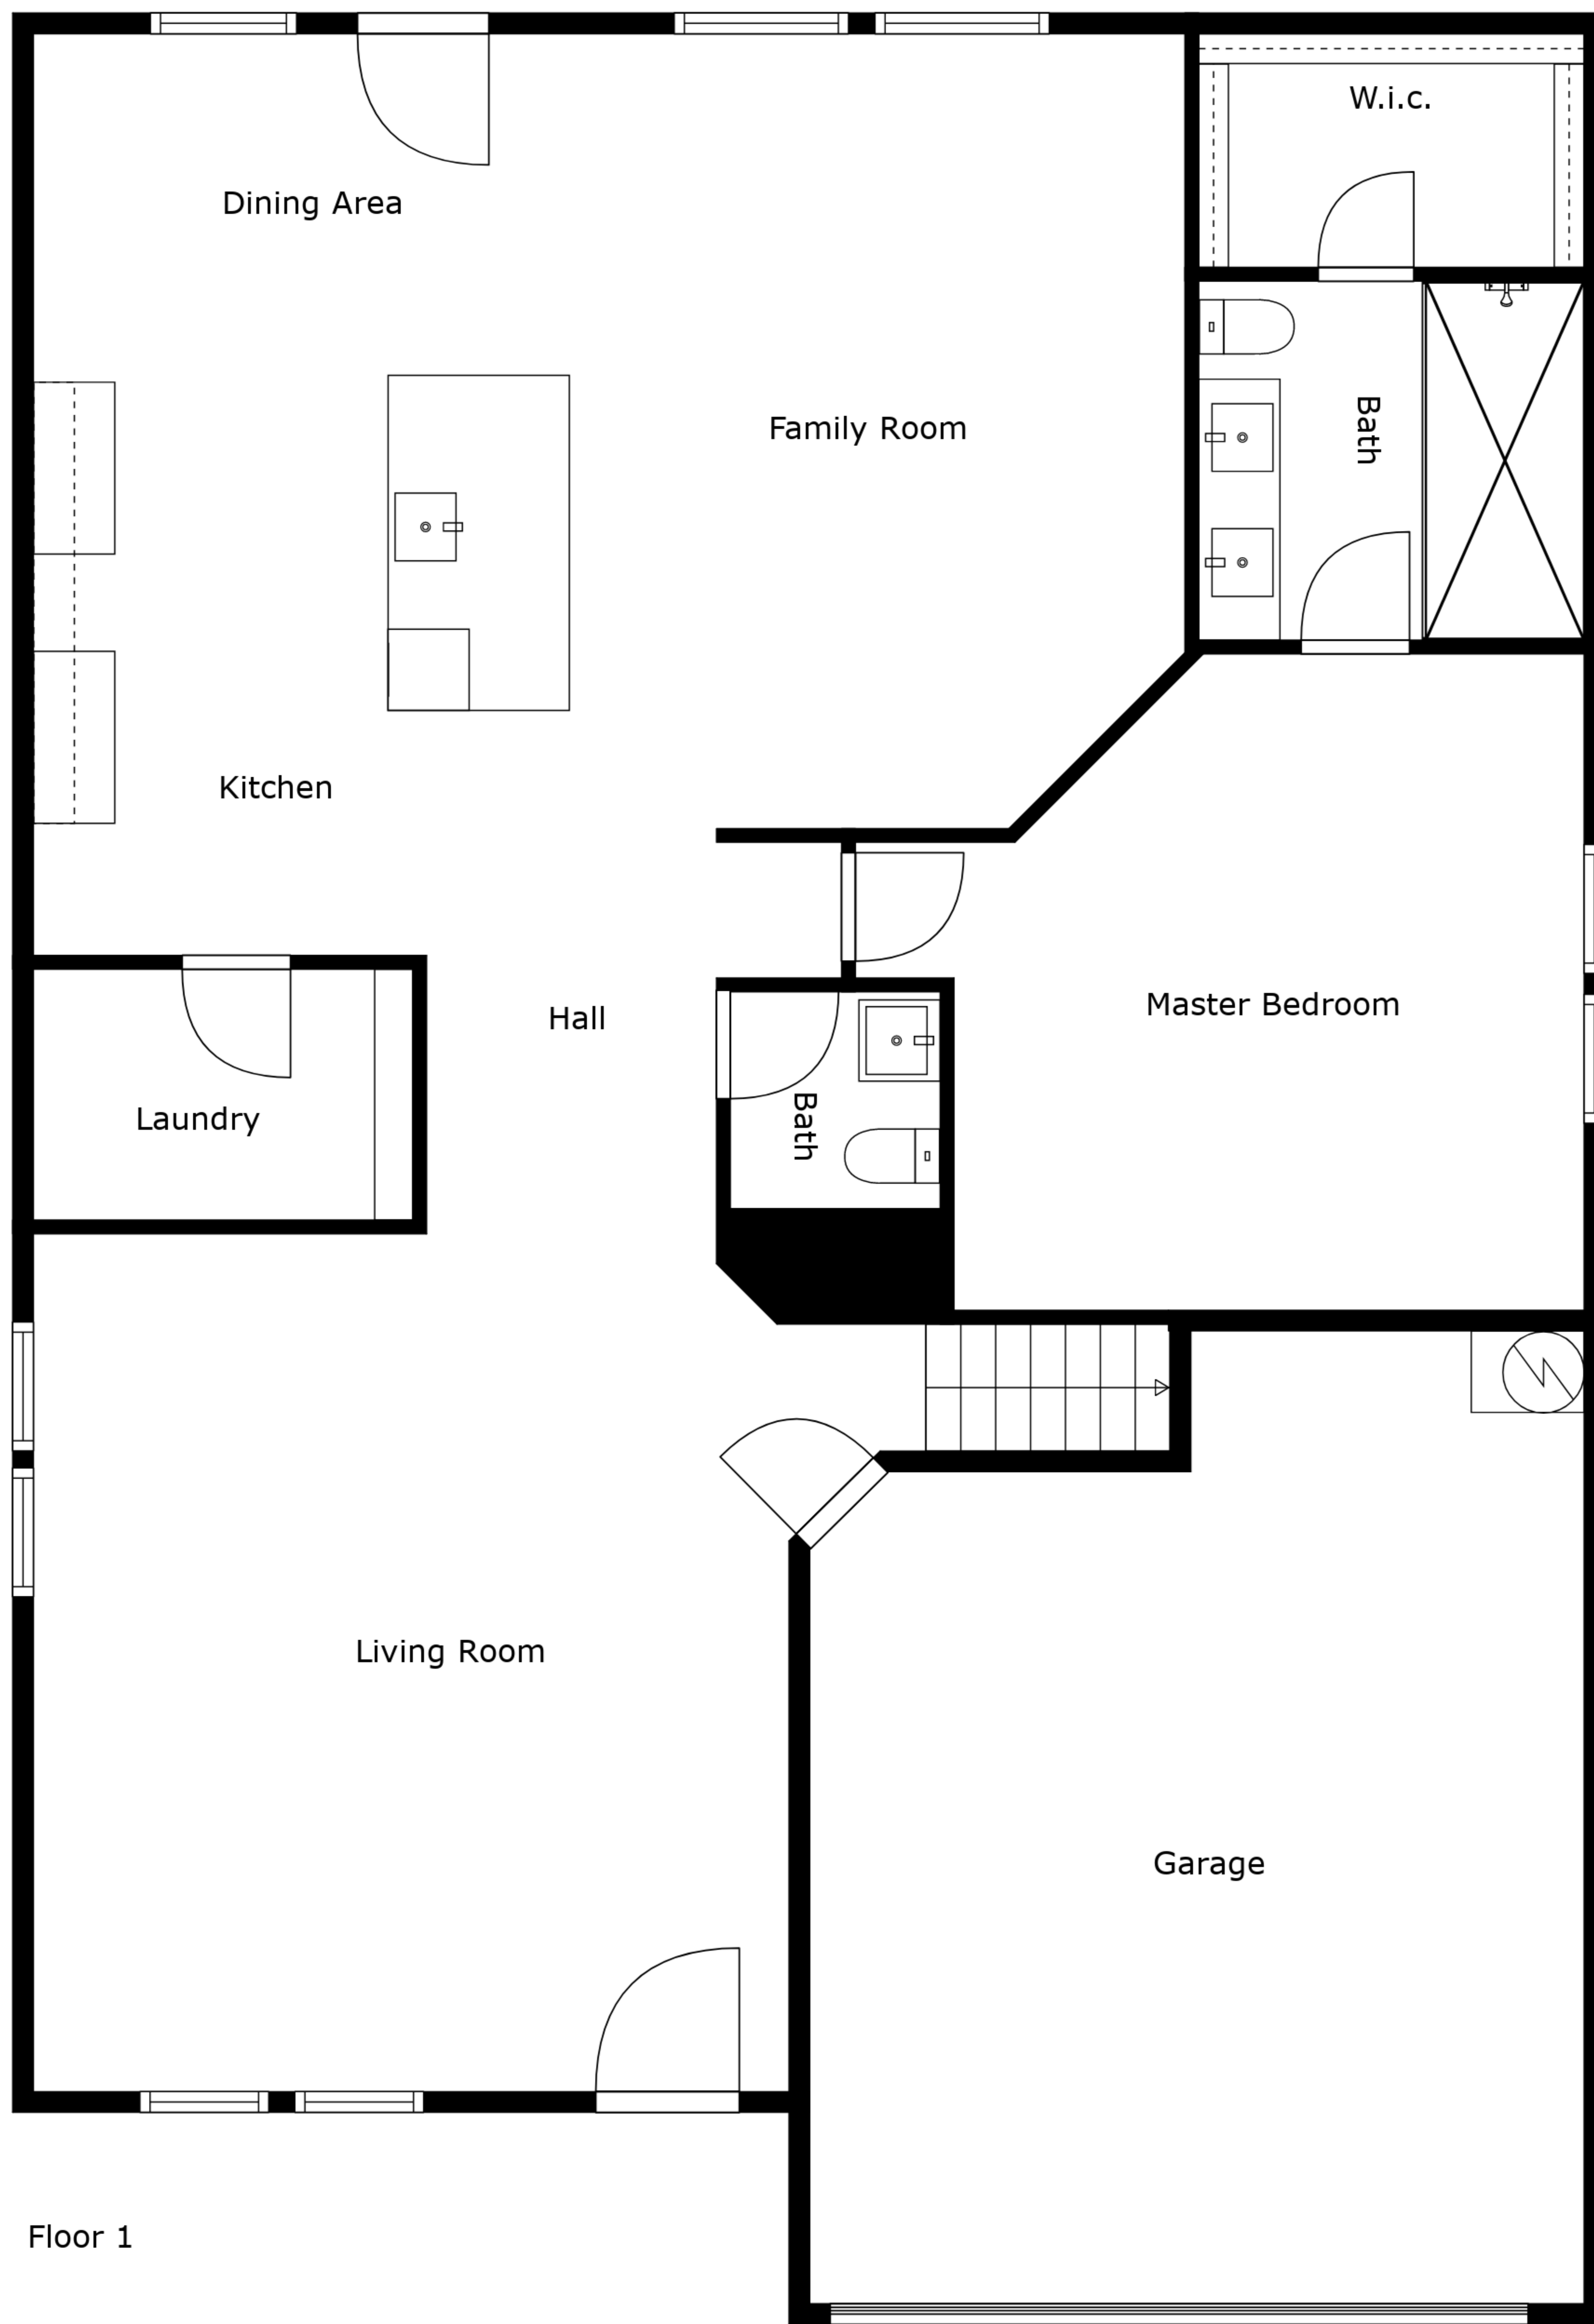 W.i.c.
Dining Area
Family Room
Bath
Kitchen
Master Bedroom
Hall
Laundry
Bath
Living Room
Garage
Floor 1